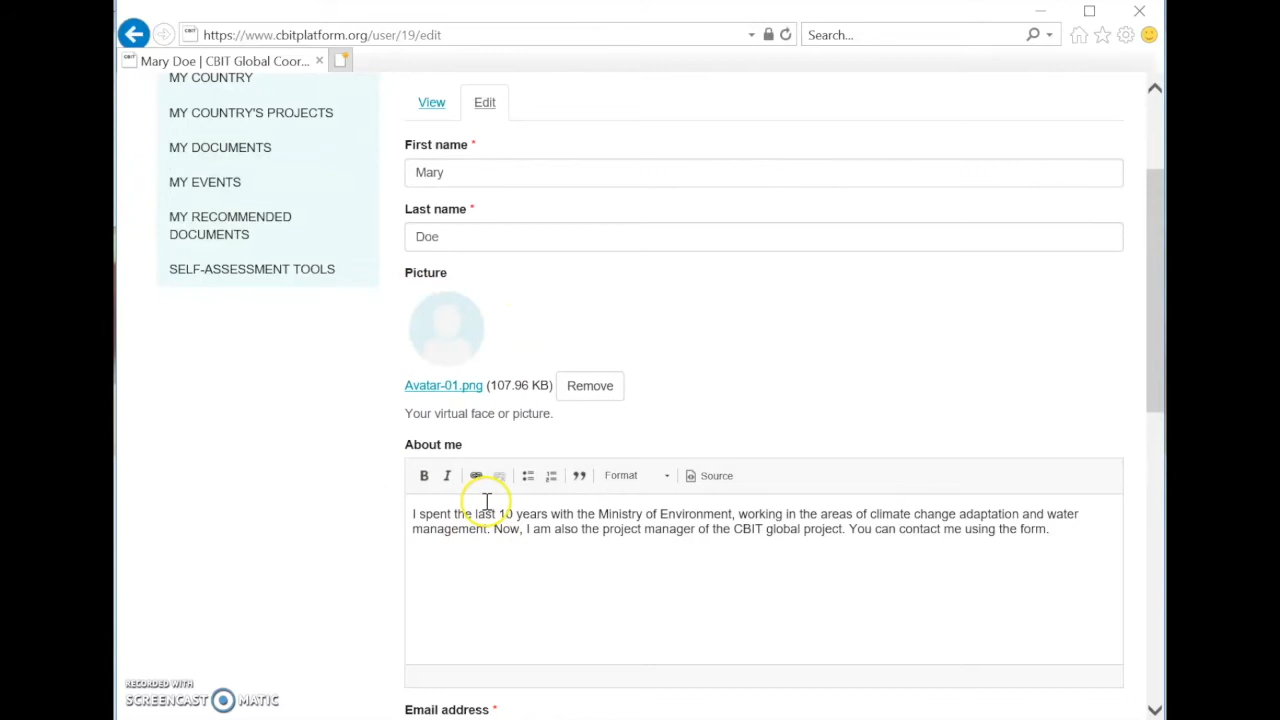 https://www.cbitplatform.org/user/19/edit
Search...
CBIT
Mary Doe | CBIT Global Coor...
MY COUNTRY
MY COUNTRY'S PROJECTS
MY DOCUMENTS
MY EVENTS
MY RECOMMENDED
DOCUMENTS
SELF-ASSESSMENT TOOLS
View
Edit
First name *
Mary
Last name *
Doe
Picture
Avatar-01.png (107.96 KB) Remove
Your virtual face or picture.
About me
B I Format Source
I spent the last 10 years with the Ministry of Environment, working in the areas of climate change adaptation and water
management. Now, I am also the project manager of the CBIT global project. You can contact me using the form.
Email address *
RECORDED WITH
SCREENCAST MATIC